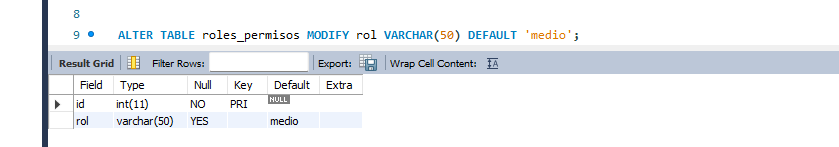 8
9 ALTER TABLE roles_permisos MODIFY rol VARCHAR(50) DEFAULT 'medio';
Result Grid Filter Rows: Export: Wrap Cell Content: IA
Field Type Null Key Default Extra
id int(11) NO PRI NULL
rol varchar(50) YES medio